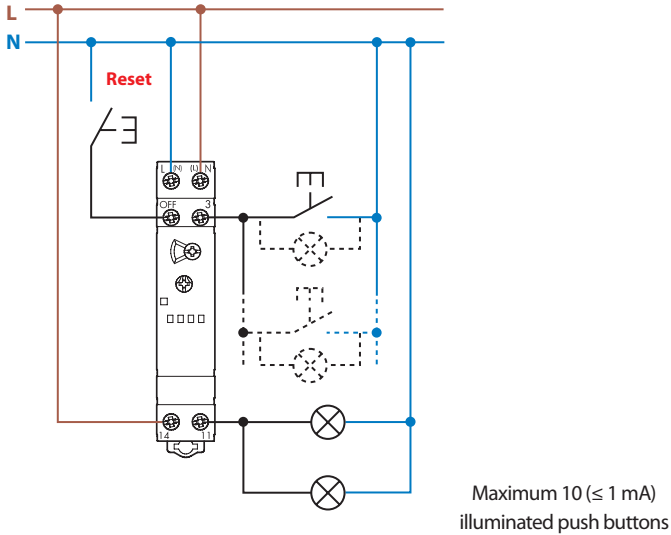 L
N
Reset
L (N) (L) N
OFF 3
14 11
Maximum 10 (≤ 1 mA)
illuminated push buttons